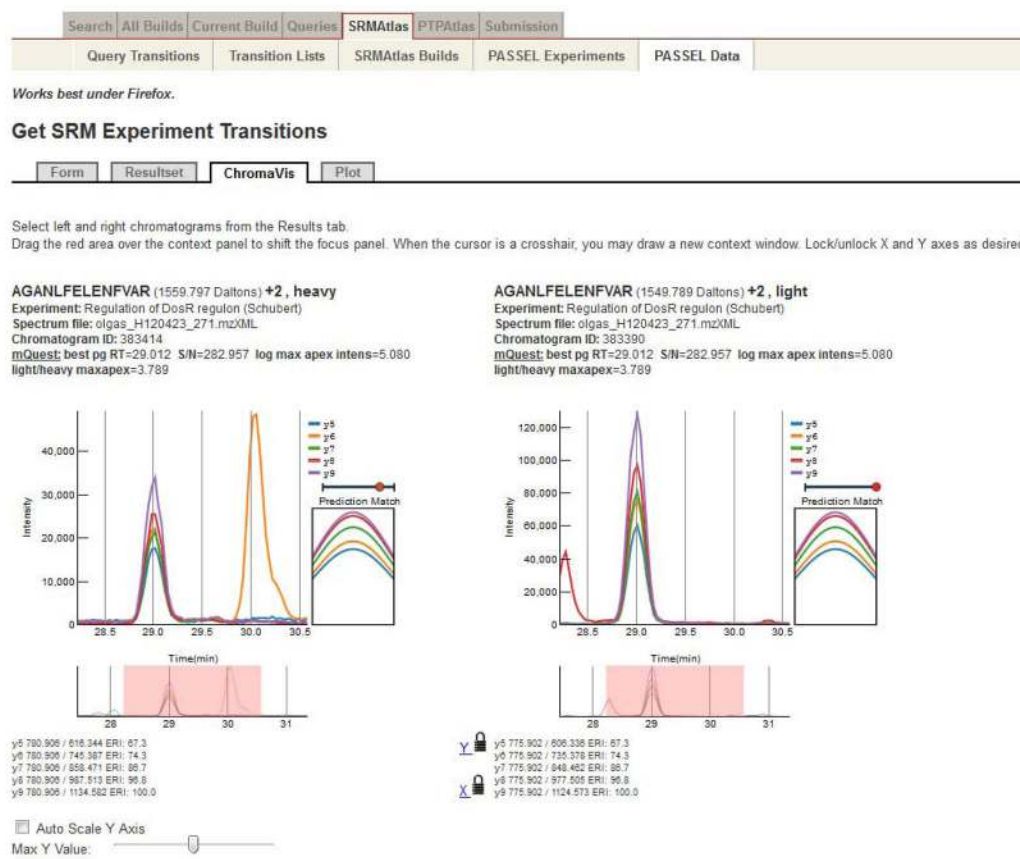 Search All Builds Current Build Queries SRMAtlas PTPAtlas Submission
Query Transitions Transition Lists SRMAtlas Builds PASSEL Experiments PASSEL Data
Works best under Firefox.
Get SRM Experiment Transitions
Form Resultset ChromaVis Plot
Select left and right chromatograms from the Results tab.
Drag the red area over the context panel to shift the focus panel. When the cursor is a crosshair, you may draw a new context window. Lock/unlock X and Y axes as desired
AGANLFELENFVAR (1559.797 Daltons) +2 , heavy
Experiment: Regulation of DosR regulon (Schubert)
Spectrum file: olgas_H120423_271.mzXML
Chromatogram ID: 383414
mQuest: best pg RT=29.012 S/N=282.957 log max apex intens=5.080
light/heavy maxapex=3.789
40,000
30,000
20,000
10,000
0
Intensity
28.5 29.0 29.5 30.0 30.5
Time(min)
y5
y6
y7
y8
y9
Prediction Match
28 29 30 31
y5 780.906 / 616.344 ERI: 67.3
y6 780.906 / 745.387 ERI: 74.3
y7 780.906 / 858.471 ERI: 86.7
y8 780.906 / 987.513 ERI: 96.8
y9 780.906 / 1134.582 ERI: 100.0
AGANLFELENFVAR (1549.789 Daltons) +2 , light
Experiment: Regulation of DosR regulon (Schubert)
Spectrum file: olgas_H120423_271.mzXML
Chromatogram ID: 383390
mQuest: best pg RT=29.012 S/N=282.957 log max apex intens=5.080
light/heavy maxapex=3.789
120,000
100,000
80,000
60,000
40,000
20,000
0
Intensity
28.5 29.0 29.5 30.0 30.5
Time(min)
y5
y6
y7
y8
y9
Prediction Match
28 29 30 31
Y
X
y5 775.902 / 606.336 ERI: 67.3
y6 775.902 / 735.378 ERI: 74.3
y7 775.902 / 848.462 ERI: 86.7
y8 775.902 / 977.505 ERI: 96.8
y9 775.902 / 1124.573 ERI: 100.0
Auto Scale Y Axis
Max Y Value: